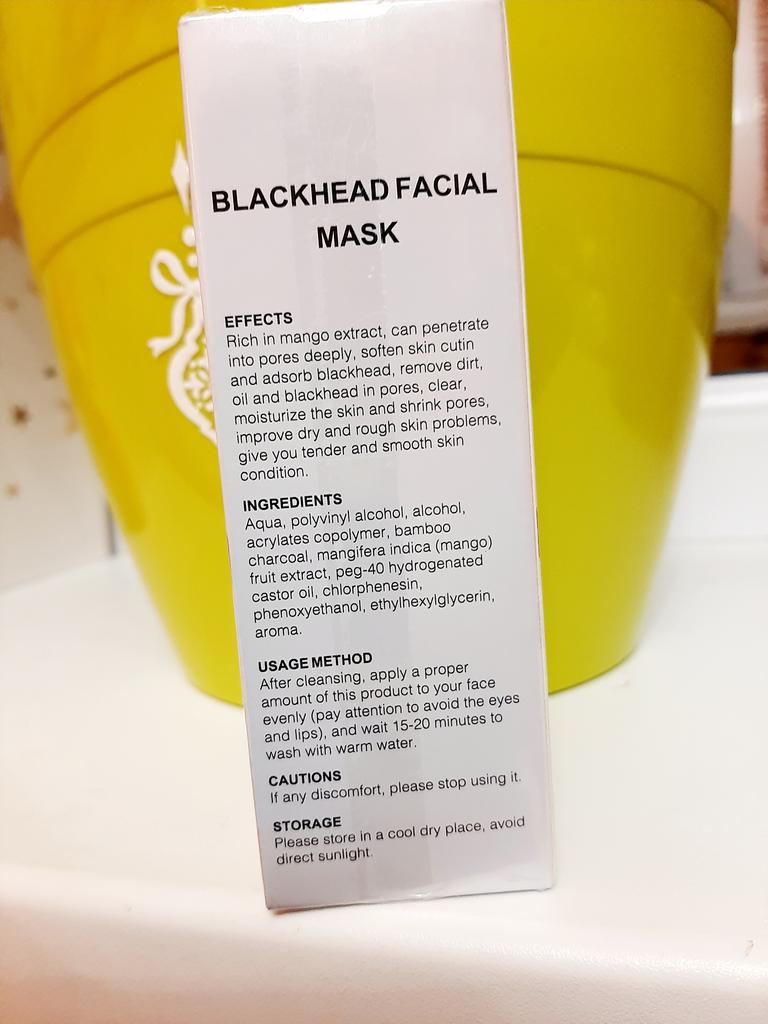 BLACKHEAD FACIAL
MASK
EFFECTS
Rich in mango extract, can penetrate
into pores deeply, soften skin cutin
and adsorb blackhead, remove dirt,
oil and blackhead in pores, clear,
moisturize the skin and shrink pores,
improve dry and rough skin problems,
give you tender and smooth skin
condition.
INGREDIENTS
Aqua, polyvinyl alcohol, alcohol,
acrylates copolymer, bamboo
charcoal, mangifera indica (mango)
fruit extract, peg-40 hydrogenated
castor oil, chlorphenesin,
phenoxyethanol, ethylhexylglycerin,
aroma.
USAGE METHOD
After cleansing, apply a proper
amount of this product to your face
evenly (pay attention to avoid the eyes
and lips), and wait 15-20 minutes to
wash with warm water.
CAUTIONS
If any discomfort, please stop using it.
STORAGE
Please store in a cool dry place, avoid
direct sunlight.